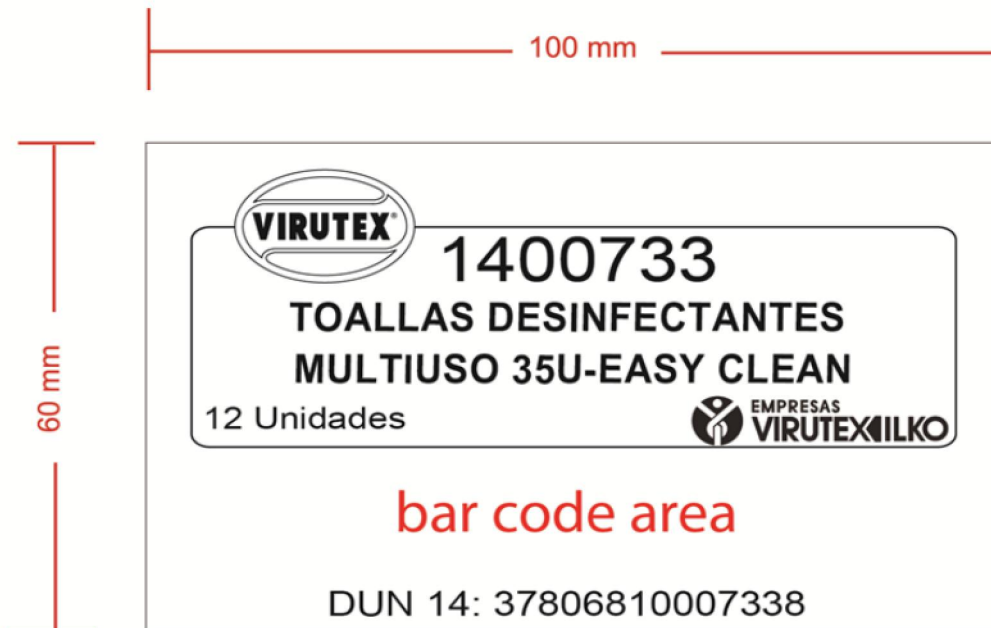 100 mm
60 mm
VIRUTEX®
1400733
TOALLAS DESINFECTANTES
MULTIUSO 35U-EASY CLEAN
12 Unidades
EMPRESAS
VIRUTEX ILKO
bar code area
DUN 14: 37806810007338